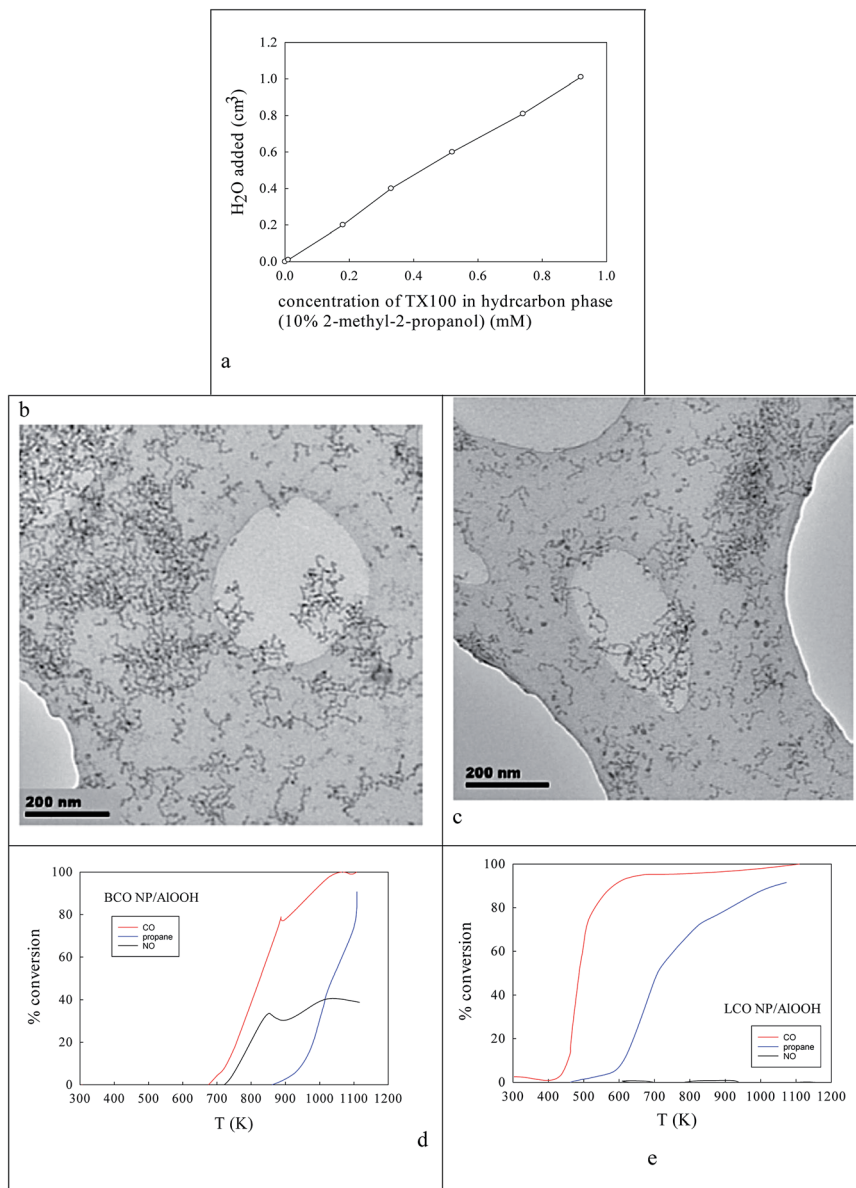 1.2
1.0
0.8
0.6
0.4
0.2
0.0
H2O added (cm3)
0.0 0.2 0.4 0.6 0.8 1.0
concentration of TX100 in hydrcarbon phase
(10% 2-methyl-2-propanol) (mM)
a
b
200 nm
200 nm
c
100
80
60
40
20
0
% conversion
BCO NP/AlOOH
CO
propane
NO
300 400 500 600 700 800 900 1000 1100 1200
T (K)
d
100
80
60
40
20
0
% conversion
LCO NP/AlOOH
CO
propane
NO
300 400 500 600 700 800 900 1000 1100 1200
T (K)
e